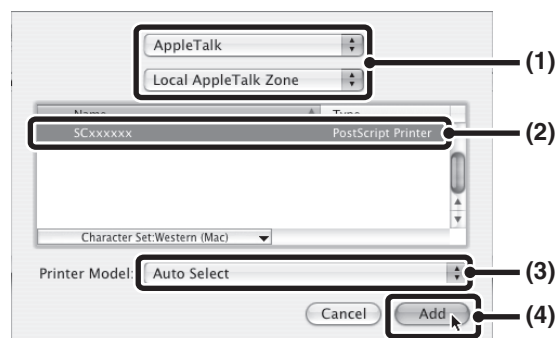 AppleTalk
(1)
Local AppleTalk Zone
Name Type
SCxxxxxx PostScript Printer (2)
Character Set:Western (Mac)
Printer Model: Auto Select (3)
Cancel Add (4)